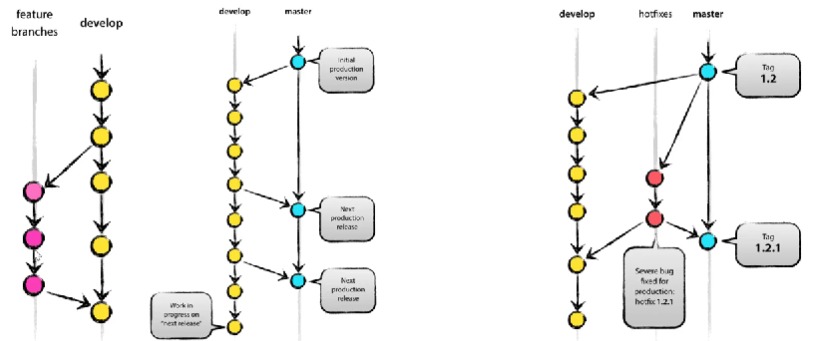 feature
branches
develop
develop
master
Initial
production
version
Next
production
release
Next
production
release
Work in
progress on
"next release"
develop
hotfixes
master
Tag
1.2
Severe bug
fixed for
production:
hotfix 1.2.1
Tag
1.2.1